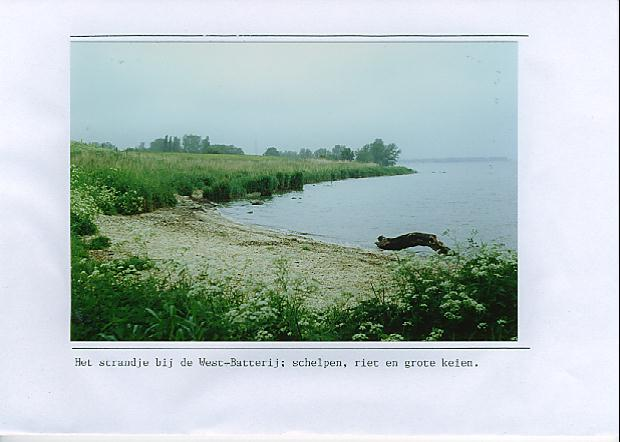 Het strandje bij de West-Batterij; schelpen, riet en grote keien.